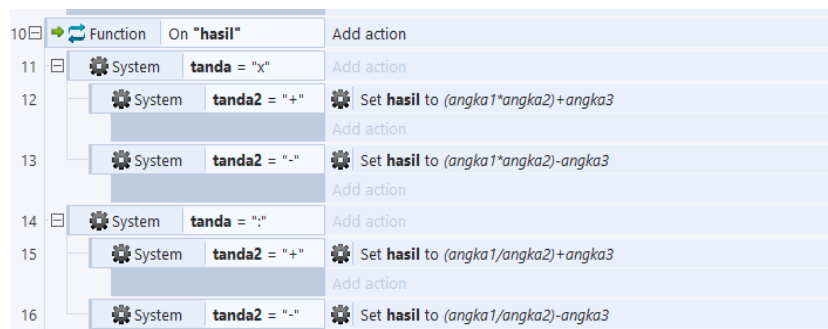 10 Function On "hasil" Add action
11 System tanda = "x" Add action
12 System tanda2 = "+" Set hasil to (angka1*angka2)+angka3
Add action
13 System tanda2 = "-" Set hasil to (angka1*angka2)-angka3
Add action
14 System tanda = ":" Add action
15 System tanda2 = "+" Set hasil to (angka1/angka2)+angka3
Add action
16 System tanda2 = "-" Set hasil to (angka1/angka2)-angka3